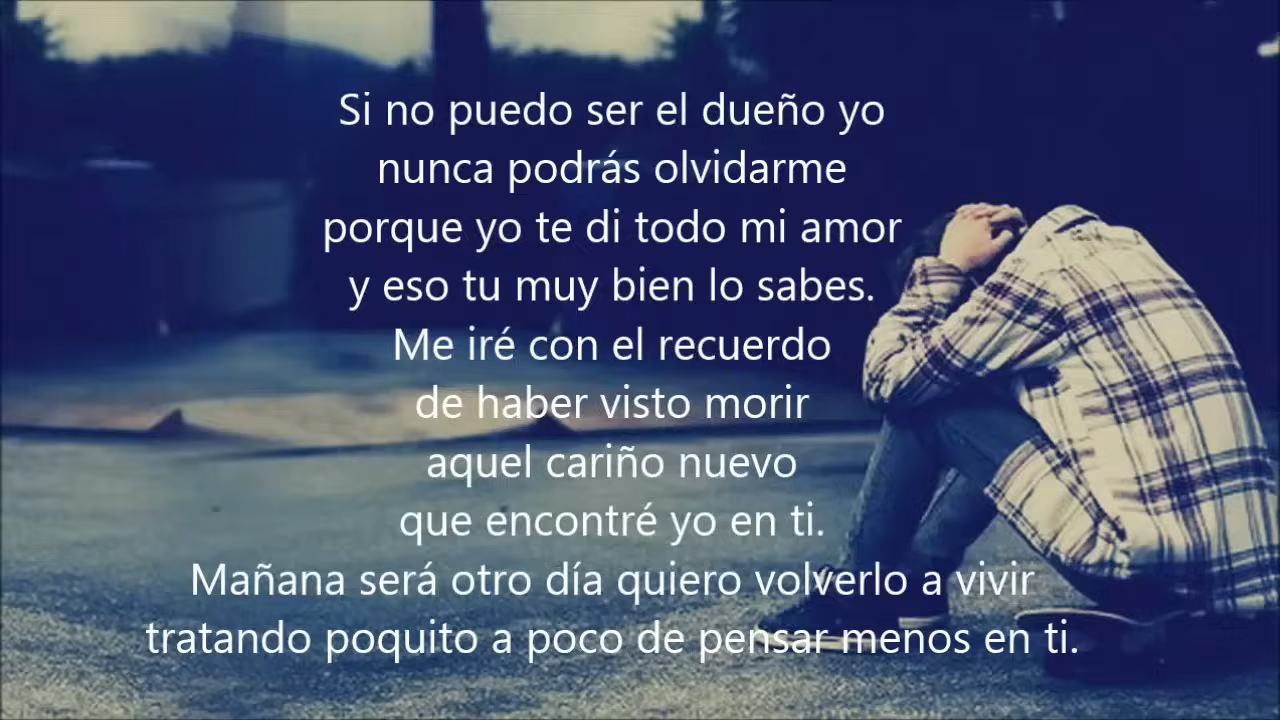 Si no puedo ser el dueño yo
nunca podrás olvidarme
porque yo te di todo mi amor
y eso tu muy bien lo sabes.
Me iré con el recuerdo
de haber visto morir
aquel cariño nuevo
que encontré yo en ti.
Mañana será otro día quiero volverlo a vivir
tratando poquito a poco de pensar menos en ti.